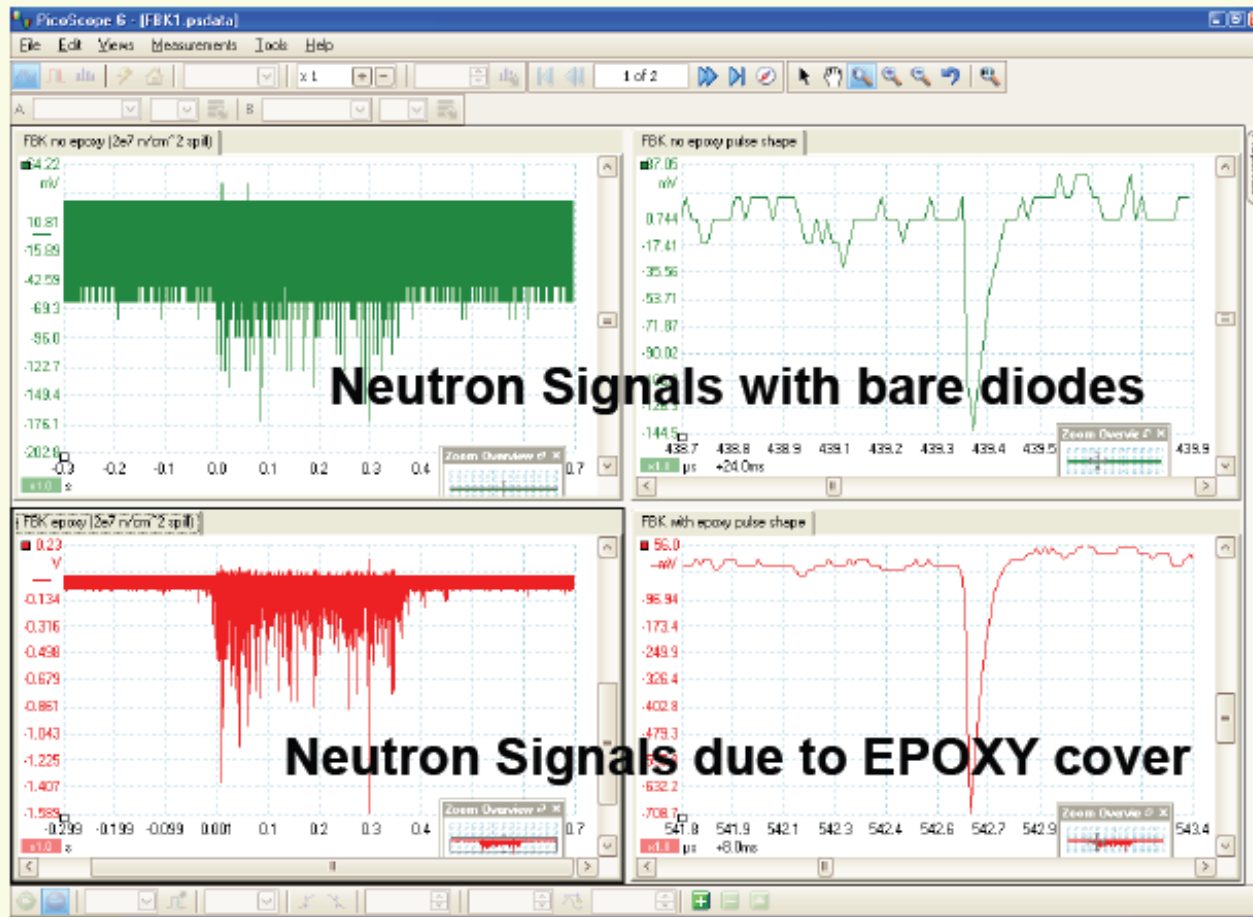 PicoScope 6 - [FBK1.psdata]
File Edit Views Measurements Tools Help
x 1
1 of 2
A
B
FBK no epoxy (2e7 n/cm^2 spill)
mV
10.81
-15.89
-42.59
-69.3
-96.0
-122.7
-149.4
-176.1
-202.8
-0.3 -0.2 -0.1 0.0 0.1 0.2 0.3 0.4 0.7
x1.0 s
Zoom Overview
FBK no epoxy pulse shape
mV
0.744
-17.41
-35.56
-53.71
-71.87
-90.02
-144.5
438.7 438.8 438.9 439.1 439.2 439.3 439.4 439.5 439.9
x1.0 µs +24.0ms
Neutron Signals with bare diodes
FBK epoxy (2e7 n/cm^2 spill)
0.23
V
-0.134
-0.316
-0.498
-0.679
-0.861
-1.043
-1.225
-1.407
-1.589
-0.299 -0.199 -0.099 0.001 0.1 0.2 0.3 0.4 0.7
x1.0 s
Zoom Overview
FBK with epoxy pulse shape
56.0
mV
-96.94
-173.4
-249.9
-326.4
-402.8
-479.3
-632.2
-708.7
541.8 541.9 542.1 542.3 542.4 542.6 542.7 542.9 543.4
x1.0 µs +8.0ms
Neutron Signals due to EPOXY cover